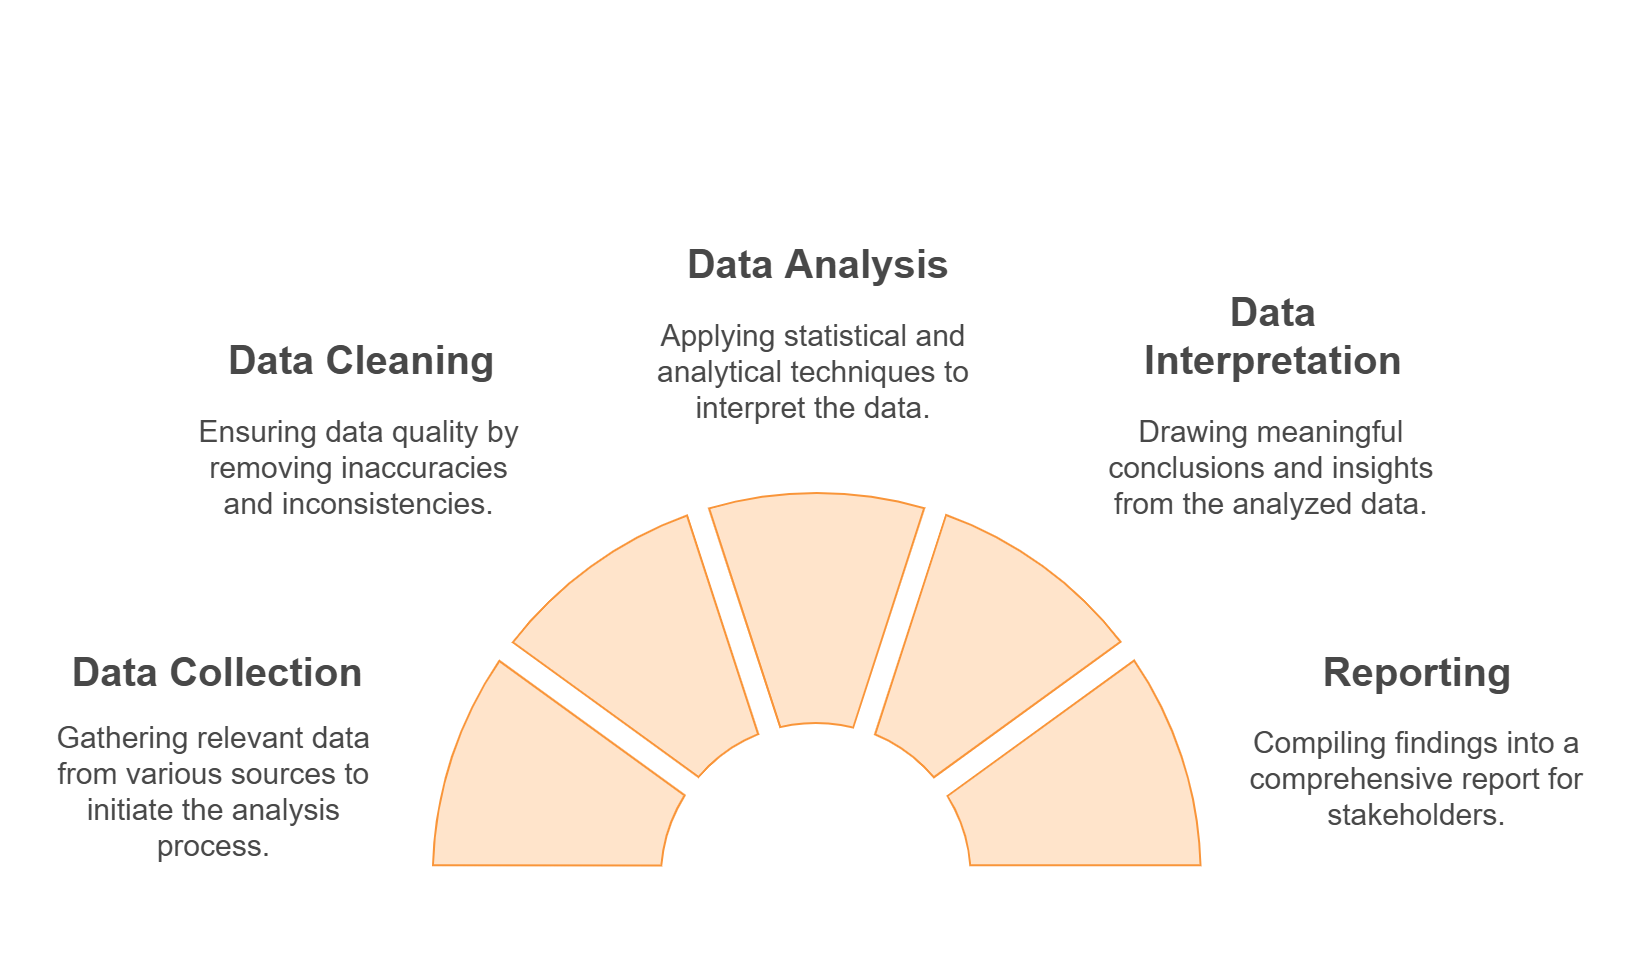 Data Collection
Gathering relevant data
from various sources to
initiate the analysis
process.
Data Cleaning
Ensuring data quality by
removing inaccuracies
and inconsistencies.
Data Analysis
Applying statistical and
analytical techniques to
interpret the data.
Data
Interpretation
Drawing meaningful
conclusions and insights
from the analyzed data.
Reporting
Compiling findings into a
comprehensive report for
stakeholders.